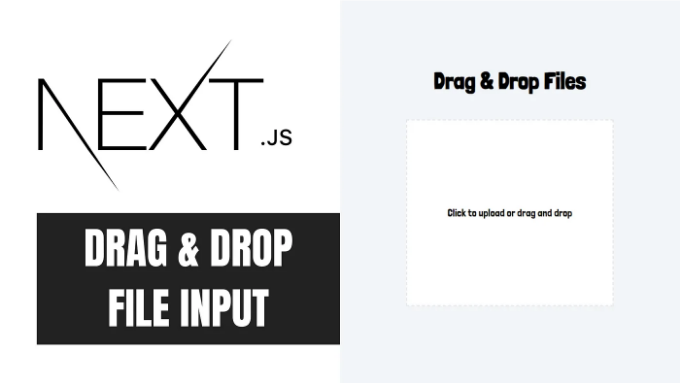 NEXT.JS
DRAG & DROP
FILE INPUT
Drag & Drop Files
Click to upload or drag and drop